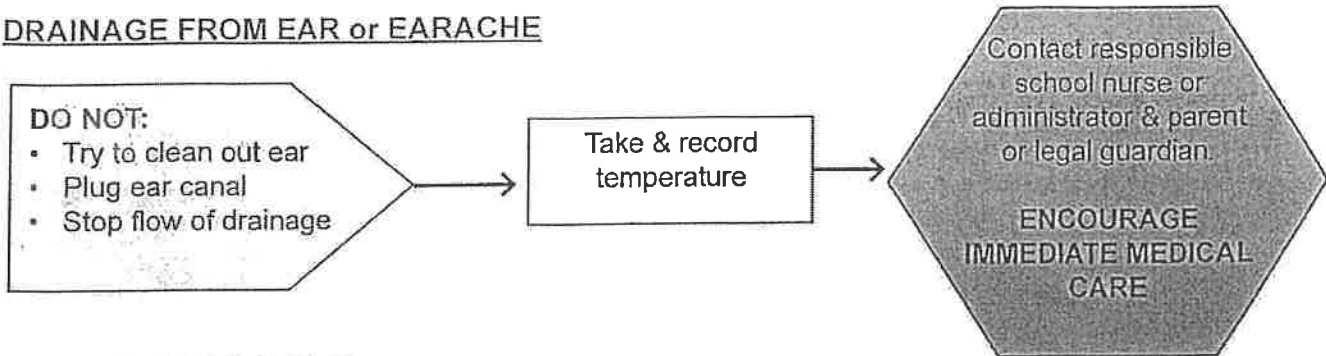 DRAINAGE FROM EAR or EARACHE
DO NOT:
• Try to clean out ear
• Plug ear canal
• Stop flow of drainage
Take & record
temperature
Contact responsible
school nurse or
administrator & parent
or legal guardian.
ENCOURAGE
IMMEDIATE MEDICAL
CARE